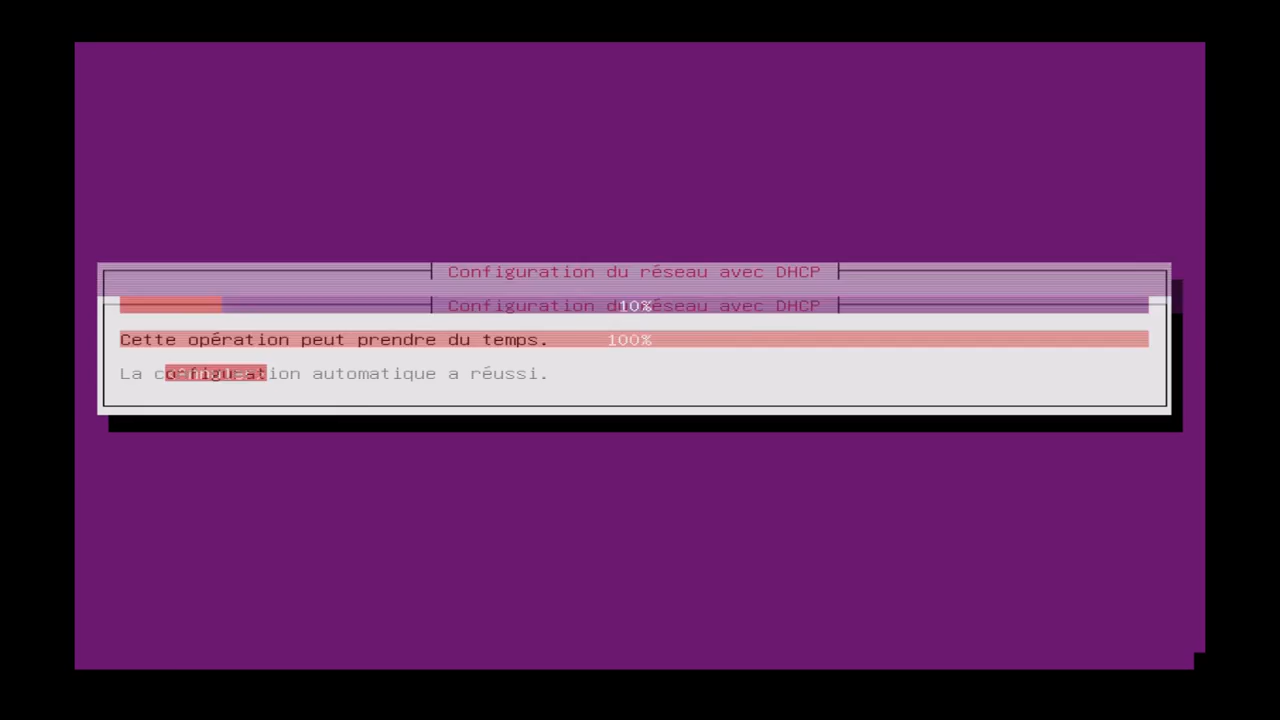 Configuration du réseau avec DHCP
Configuration du réseau avec DHCP
10%
Cette opération peut prendre du temps.
100%
La configuration automatique a réussi.